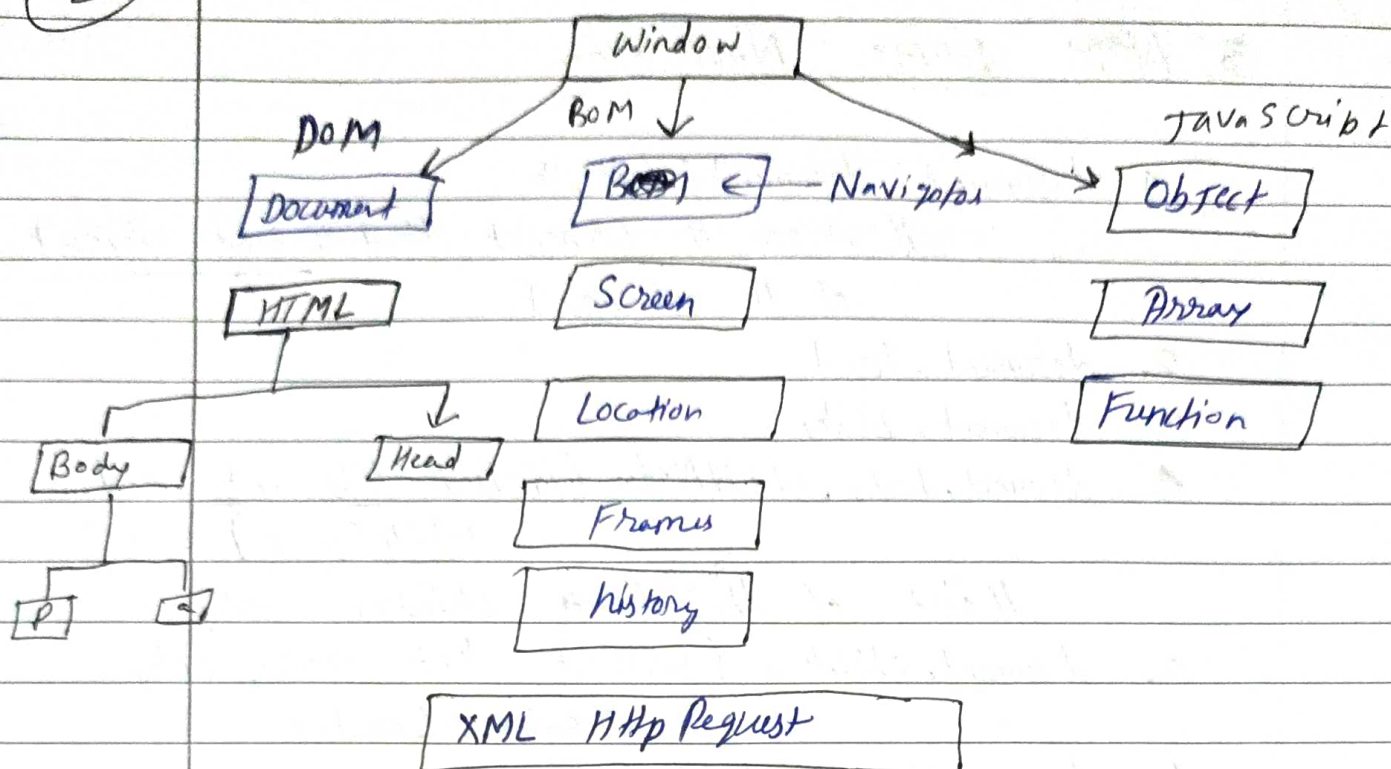 Window
DOM
BOM
JavaScript
Document
Navigator
Object
HTML
Screen
Array
Location
Function
Body
Head
Frames
history
P
a
XML HTTp Request